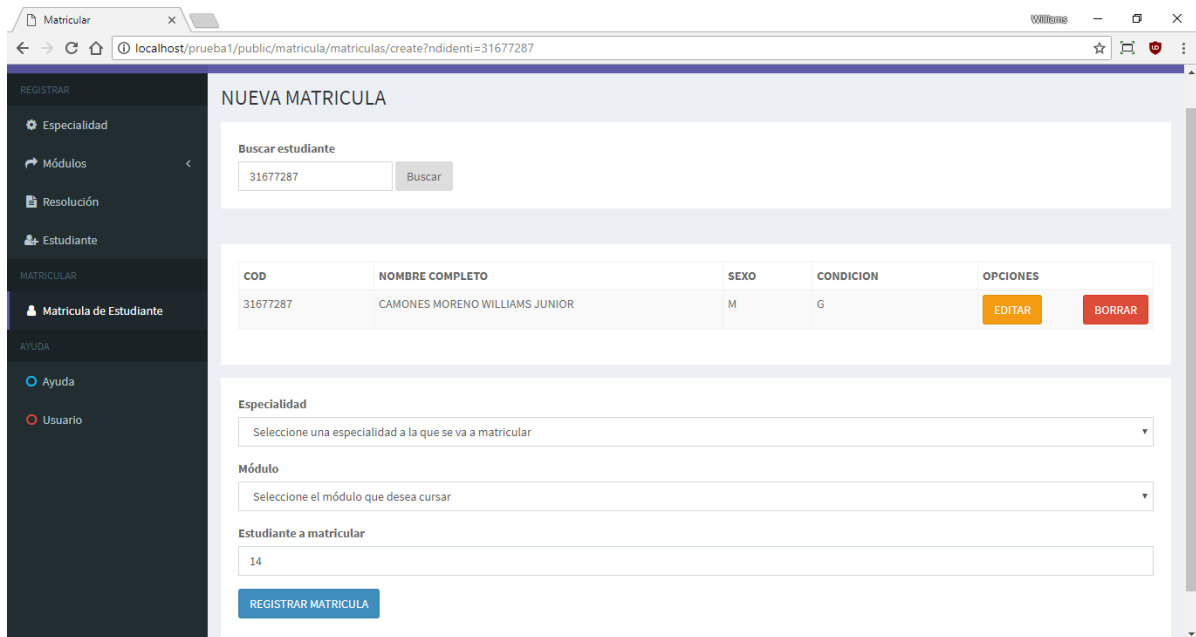 Matricular
Williams
localhost/prueba1/public/matricula/matriculas/create?ndidenti=31677287
REGISTRAR
Especialidad
Módulos
Resolución
Estudiante
MATRICULAR
Matricula de Estudiante
AYUDA
Ayuda
Usuario
NUEVA MATRICULA
Buscar estudiante
31677287 Buscar
COD NOMBRE COMPLETO SEXO CONDICION OPCIONES
31677287 CAMONES MORENO WILLIAMS JUNIOR M G EDITAR BORRAR
Especialidad
Seleccione una especialidad a la que se va a matricular
Módulo
Seleccione el módulo que desea cursar
Estudiante a matricular
14
REGISTRAR MATRICULA